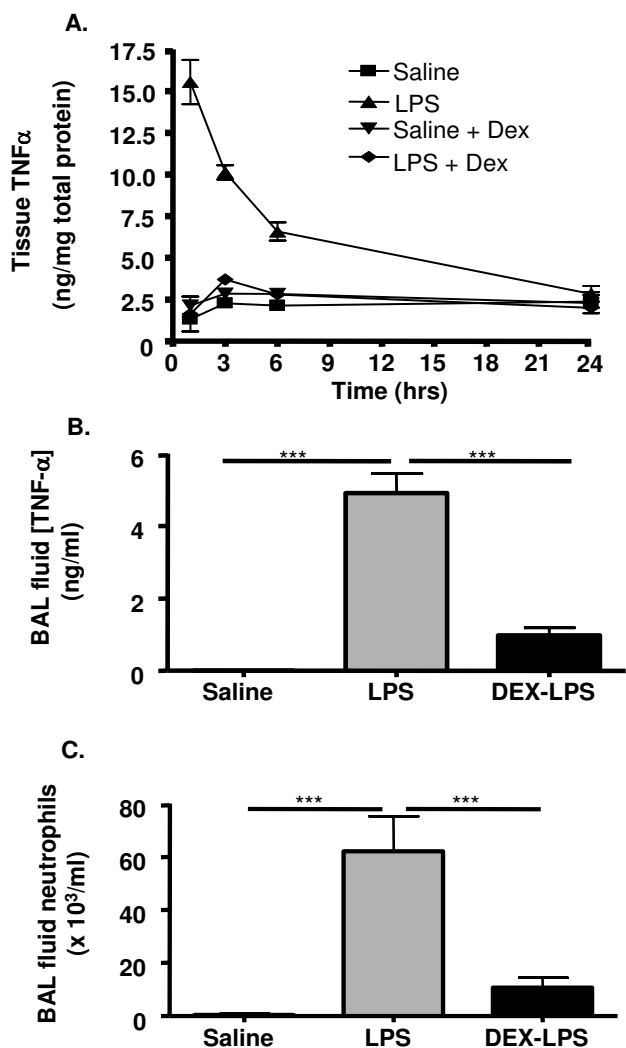 A.
Tissue TNFα
(ng/mg total protein)
17.5
15.0
12.5
10.0
7.5
5.0
2.5
0
Saline
LPS
Saline + Dex
LPS + Dex
0 3 6 9 12 15 18 21 24
Time (hrs)
B.
BAL fluid [TNF-α]
(ng/ml)
6
4
2
0
*** ***
Saline LPS DEX-LPS
C.
BAL fluid neutrophils
(x 10³/ml)
80
60
40
20
0
*** ***
Saline LPS DEX-LPS